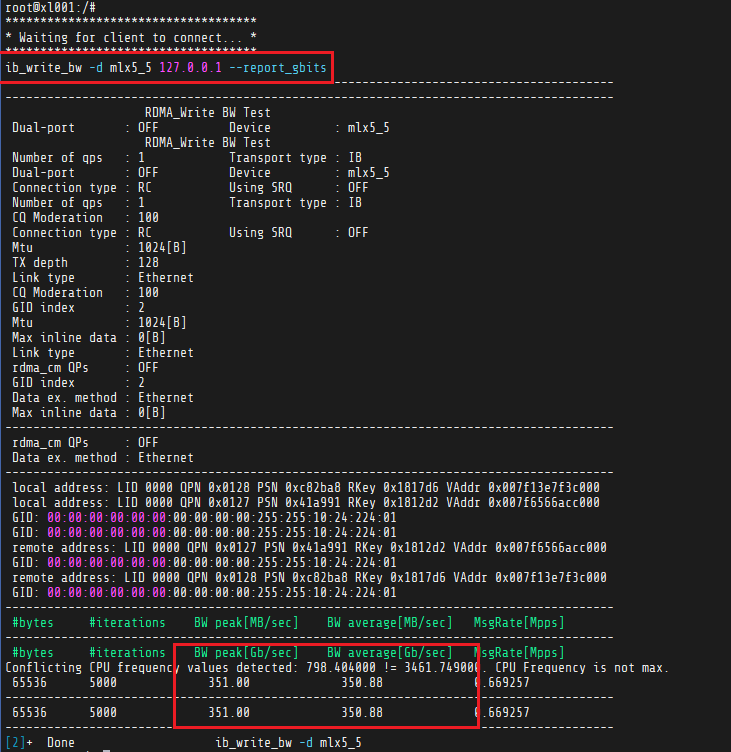 root@xl001:/#
************************************
* Waiting for client to connect... *
************************************
ib_write_bw -d mlx5_5 127.0.0.1 --report_gbits
---------------------------------------------------------------------------------------
---------------------------------------------------------------------------------------
RDMA_Write BW Test
Dual-port : OFF Device : mlx5_5
RDMA_Write BW Test
Number of qps : 1 Transport type : IB
Dual-port : OFF Device : mlx5_5
Connection type : RC Using SRQ : OFF
Number of qps : 1 Transport type : IB
CQ Moderation : 100
Connection type : RC Using SRQ : OFF
Mtu : 1024[B]
TX depth : 128
Link type : Ethernet
CQ Moderation : 100
GID index : 2
Mtu : 1024[B]
Max inline data : 0[B]
Link type : Ethernet
rdma_cm QPs : OFF
GID index : 2
Data ex. method : Ethernet
Max inline data : 0[B]
---------------------------------------------------------------------------------------
rdma_cm QPs : OFF
Data ex. method : Ethernet
---------------------------------------------------------------------------------------
local address: LID 0000 QPN 0x0128 PSN 0xc82ba8 RKey 0x1817d6 VAddr 0x007f13e7f3c000
local address: LID 0000 QPN 0x0127 PSN 0x41a991 RKey 0x1812d2 VAddr 0x007f6566acc000
GID: 00:00:00:00:00:00:00:00:00:00:255:255:10:24:224:01
GID: 00:00:00:00:00:00:00:00:00:00:255:255:10:24:224:01
remote address: LID 0000 QPN 0x0127 PSN 0x41a991 RKey 0x1812d2 VAddr 0x007f6566acc000
GID: 00:00:00:00:00:00:00:00:00:00:255:255:10:24:224:01
remote address: LID 0000 QPN 0x0128 PSN 0xc82ba8 RKey 0x1817d6 VAddr 0x007f13e7f3c000
GID: 00:00:00:00:00:00:00:00:00:00:255:255:10:24:224:01
---------------------------------------------------------------------------------------
#bytes #iterations BW peak[MB/sec] BW average[MB/sec] MsgRate[Mpps]
---------------------------------------------------------------------------------------
#bytes #iterations BW peak[Gb/sec] BW average[Gb/sec] MsgRate[Mpps]
Conflicting CPU frequency values detected: 798.404000 != 3461.749000. CPU Frequency is not max.
65536 5000 351.00 350.88 0.669257
---------------------------------------------------------------------------------------
65536 5000 351.00 350.88 0.669257
---------------------------------------------------------------------------------------
[2]+ Done ib_write_bw -d mlx5_5